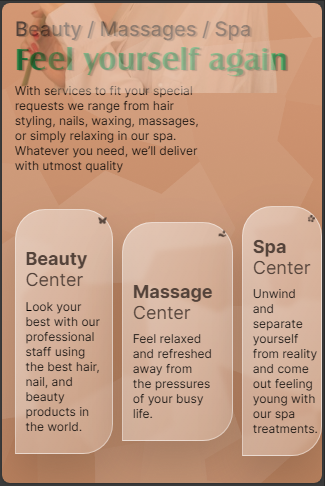 Beauty / Massages / Spa
Feel yourself again
With services to fit your special
requests we range from hair
styling, nails, waxing, massages,
or simply relaxing in our spa.
Whatever you need, we'll deliver
with utmost quality
Beauty
Center
Look your
best with our
professional
staff using
the best hair,
nail, and
beauty
products in
the world.
Massage
Center
Feel relaxed
and refreshed
away from
the pressures
of your busy
life.
Spa
Center
Unwind
and
separate
yourself
from reality
and come
out feeling
young with
our spa
treatments.